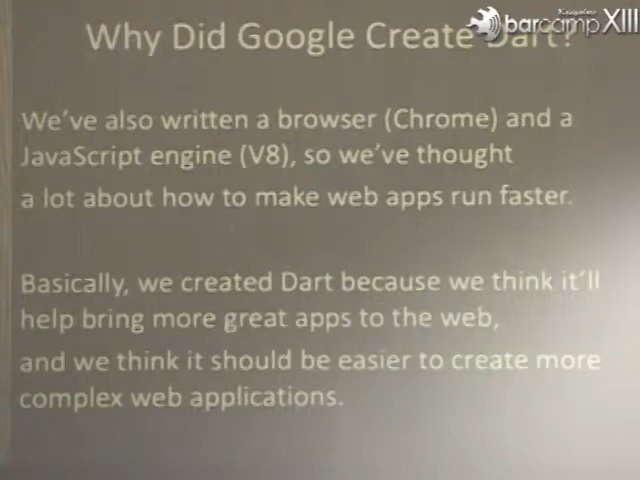 Why Did Google Create Dart?
barcamp XIII
We've also written a browser (Chrome) and a
JavaScript engine (V8), so we've thought
a lot about how to make web apps run faster.
Basically, we created Dart because we think it'll
help bring more great apps to the web,
and we think it should be easier to create more
complex web applications.